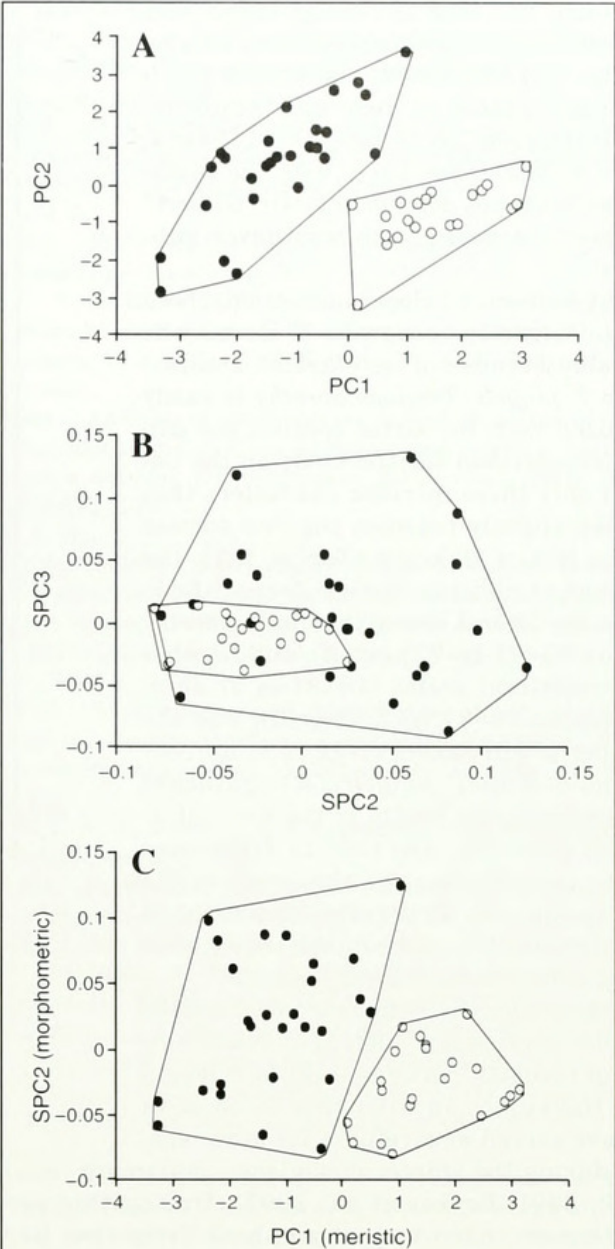 A
4
3
2
1
0
−1
−2
−3
−4
PC2
−4 −3 −2 −1 0 1 2 3 4
PC1
B
0.15
0.1
0.05
0
−0.05
−0.1
SPC3
−0.1 −0.05 0 0.05 0.1 0.15
SPC2
C
0.15
0.1
0.05
0
−0.05
−0.1
SPC2 (morphometric)
−4 −3 −2 −1 0 1 2 3 4
PC1 (meristic)